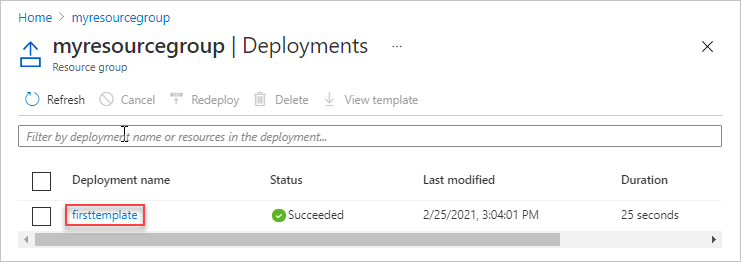 Home > myresourcegroup
myresourcegroup | Deployments ...
Resource group
Refresh Cancel Redeploy Delete View template
Filter by deployment name or resources in the deployment...
Deployment name Status Last modified Duration
firsttemplate Succeeded 2/25/2021, 3:04:01 PM 25 seconds